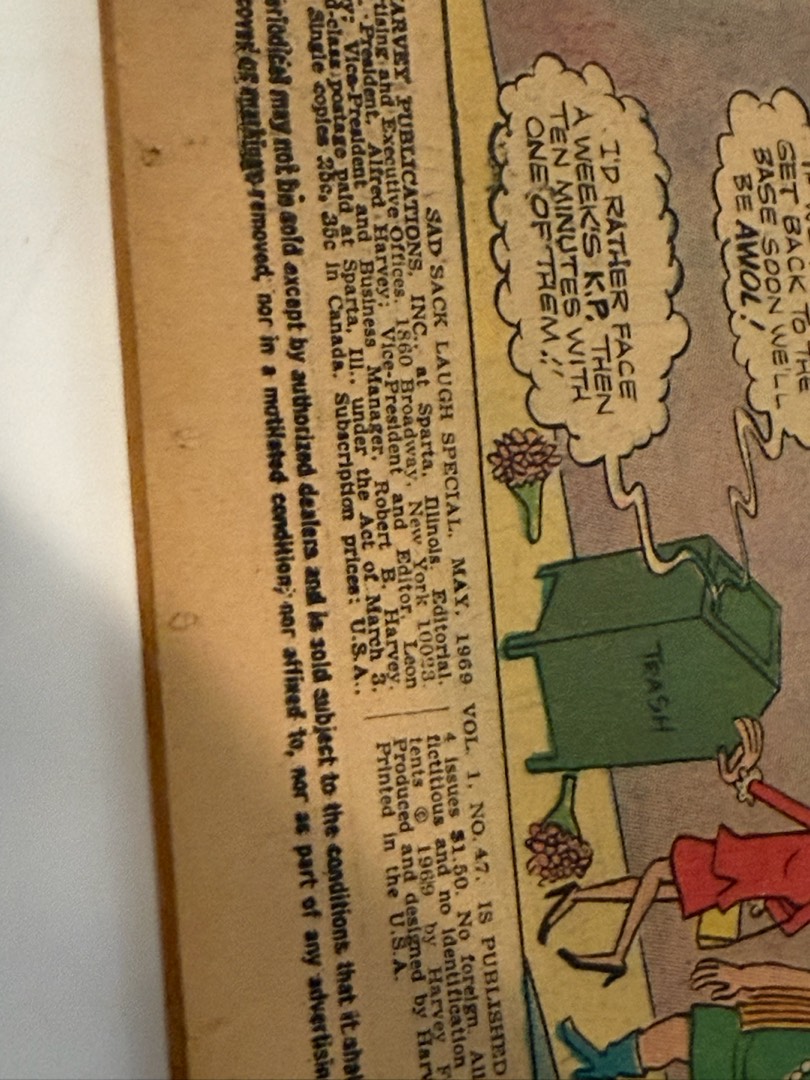 GET BACK TO THE
BASE SOON WE'LL
BE AWOL!
I'D RATHER FACE
A WEEK'S K.P. THEN
TEN MINUTES WITH
ONE OF THEM!!
TRASH
SAD SACK LAUGH SPECIAL, MAY, 1969 VOL. 1, NO. 47, IS PUBLISHED
HARVEY PUBLICATIONS, INC., at Sparta, Illinois. Editorial,
and Executive Offices, 1860 Broadway, New York 10023.
President, Alfred Harvey; Vice-President and Editor, Leon
Vice-President and Business Manager, Robert B. Harvey.
postage paid at Sparta, Ill., under the Act of March 3,
Single copies 25c, 35c in Canada. Subscription prices: U.S.A.,
4 issues $1.50. No foreign. All
fictitious and no identification
1969 by Harvey
Produced and designed by
Printed in the U.S.A.
may not be sold except by authorized dealers and is sold subject to the conditions that it
cover or markings removed, nor in a mutilated condition, nor affixed to, nor as part of any